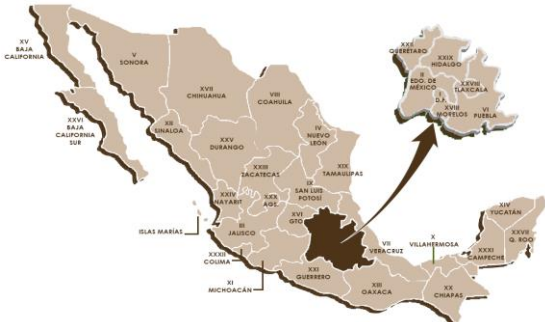 XV
BAJA
CALIFORNIA
V
SONORA
XVII
CHIHUAHUA
VIII
COAHUILA
XXVI
BAJA
CALIFORNIA
SUR
XII
SINALOA
XXV
DURANGO
IV
NUEVO
LEÓN
XXIII
ZACATECAS
XIX
TAMAULIPAS
IX
SAN LUIS
POTOSÍ
XXIV
NAYARIT
XXX
AGS.
ISLAS MARÍAS
III
JALISCO
XVI
GTO
XXXII
COLIMA
XI
MICHOACÁN
XXI
GUERRERO
VII
VERACRUZ
X
VILLAHERMOSA
XIII
OAXACA
XX
CHIAPAS
XIV
YUCATÁN
XXVII
Q. ROO
XXXI
CAMPECHE
XXII
QUERÉTARO
XXIX
HIDALGO
II
EDO. DE
MÉXICO
XXVIII
TLAXCALA
I
D.F.
XVIII
MORELOS
VI
PUEBLA